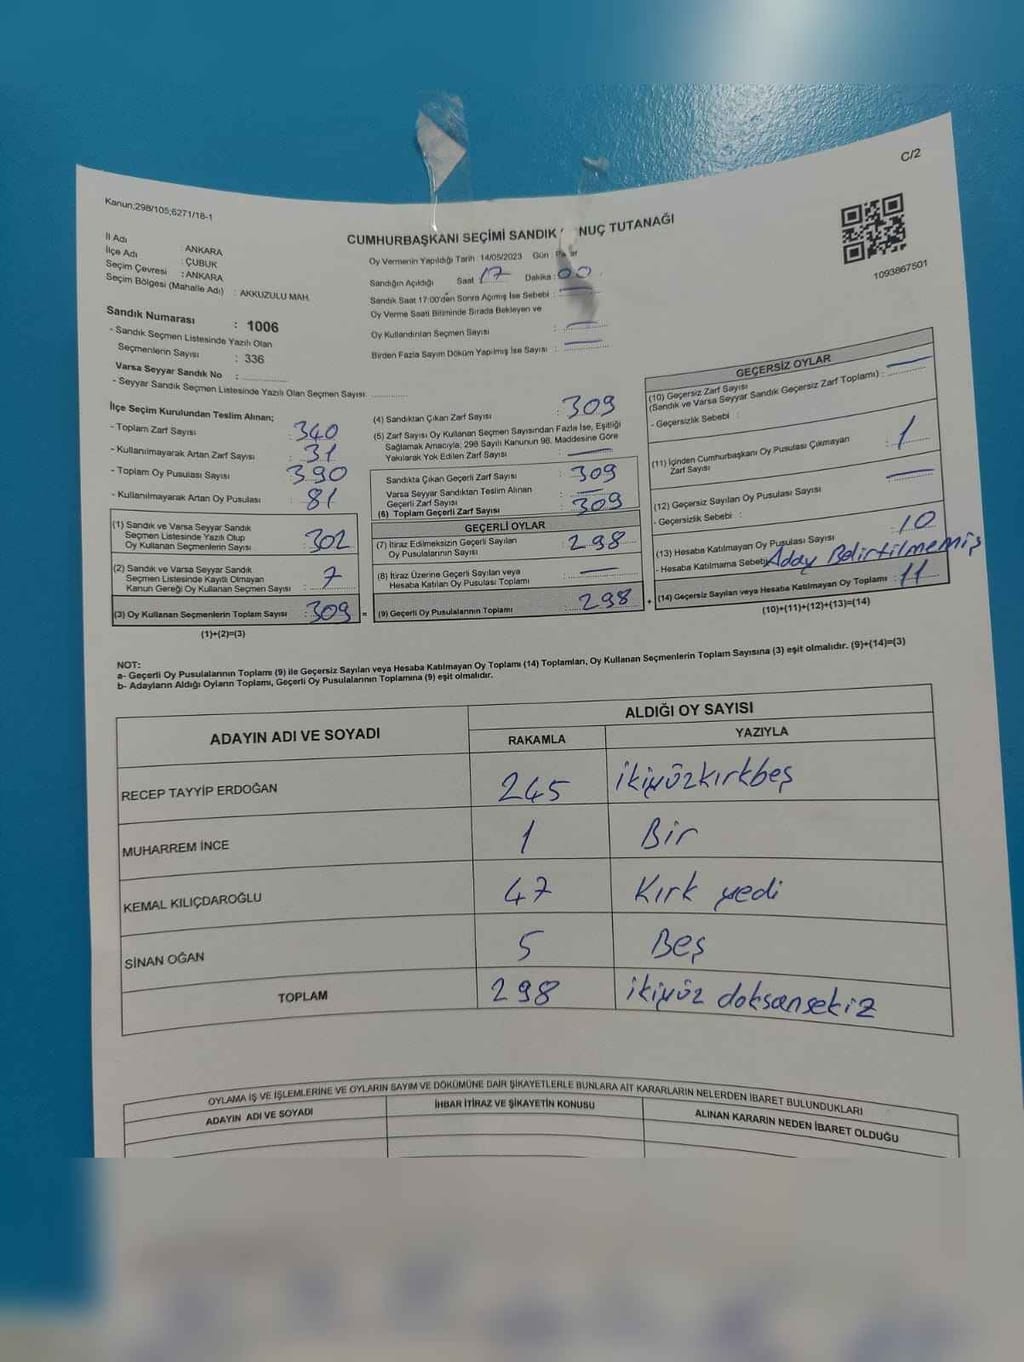 C/2
Kanun;298/105;6271/18-1
İl Adı : ANKARA
İlçe Adı : ÇUBUK
Seçim Çevresi : ANKARA
Seçim Bölgesi (Mahalle Adı) : AKKUZULU MAH.
CUMHURBAŞKANI SEÇİMİ SANDIK NUÇ TUTANAĞI
Oy Vermenin Yapıldığı Tarih :14/05/2023 Gün
Sandığın Açıldığı Saat 17 Dakika : 00
Sandık Saat 17:00'den Sonra Açımış İse Sebebi : —
Oy Verme Saati Bitiminde Sırada Bekleyen ve
Oy Kullandırılan Seçmen Sayısı : —
Birden Fazla Sayım Döküm Yapılmış İse Sayısı : —
1093867501
Sandık Numarası : 1006
- Sandık Seçmen Listesinde Yazılı Olan
Seçmenlerin Sayısı : 336
Varsa Seyyar Sandık No :
- Seyyar Sandık Seçmen Listesinde Yazılı Olan Seçmen Sayısı:
İlçe Seçim Kurulundan Teslim Alınan;
- Toplam Zarf Sayısı : 340
- Kullanılmayarak Artan Zarf Sayısı : 31
- Toplam Oy Pusulası Sayısı : 390
- Kullanılmayarak Artan Oy Pusulası : 81
(1) Sandık ve Varsa Seyyar Sandık
Seçmen Listesinde Yazılı Olup
Oy Kullanan Seçmenlerin Sayısı : 302
(2) Sandık ve Varsa Seyyar Sandık
Seçmen Listesinde Kayıtlı Olmayan
Kanun Gereği Oy Kullanan Seçmen Sayısı : 7
(3) Oy Kullanan Seçmenlerin Toplam Sayısı : 309 =
(1)+(2)=(3)
(4) Sandıktan Çıkan Zarf Sayısı : 309
(5) Zarf Sayısı Oy Kullanan Seçmen Sayısından Fazla İse, Eşitliği
Sağlamak Amacıyla; 298 Sayılı Kanunun 98. Maddesine Göre
Yakılarak Yok Edilen Zarf Sayısı : —
Sandıkta Çıkan Geçerli Zarf Sayısı : 309
Varsa Seyyar Sandıktan Teslim Alınan
Geçerli Zarf Sayısı : —
(6) Toplam Geçerli Zarf Sayısı : 309
GEÇERLİ OYLAR
(7) İtiraz Edilmeksizin Geçerli Sayılan
Oy Pusulalarının Sayısı : 298
(8) İtiraz Üzerine Geçerli Sayılan veya
Hesaba Katılan Oy Pusulası Toplamı : —
(9) Geçerli Oy Pusulalarının Toplamı : 298 +
GEÇERSİZ OYLAR
(10) Geçersiz Zarf Sayısı
(Sandık ve Varsa Seyyar Sandık Geçersiz Zarf Toplamı) : —
- Geçersizlik Sebebi :
(11) İçinden Cumhurbaşkanı Oy Pusulası Çıkmayan
Zarf Sayısı : 1
(12) Geçersiz Sayılan Oy Pusulası Sayısı : —
- Geçersizlik Sebebi :
(13) Hesaba Katılmayan Oy Pusulası Sayısı : 10
- Hesaba Katılmama Sebebi Aday Belirtilmemiş
(14) Geçersiz Sayılan veya Hesaba Katılmayan Oy Toplamı : 11
(10)+(11)+(12)+(13)=(14)
NOT:
a- Geçerli Oy Pusulalarının Toplamı (9) ile Geçersiz Sayılan veya Hesaba Katılmayan Oy Toplamı (14) Toplamları, Oy Kullanan Seçmenlerin Toplam Sayısına (3) eşit olmalıdır. (9)+(14)=(3)
b- Adayların Aldığı Oyların Toplamı, Geçerli Oy Pusulalarının Toplamına (9) eşit olmalıdır.
ADAYIN ADI VE SOYADI
ALDIĞI OY SAYISI
RAKAMLA YAZIYLA
RECEP TAYYİP ERDOĞAN 245 ikiyüzkırkbeş
MUHARREM İNCE 1 Bir
KEMAL KILIÇDAROĞLU 47 Kırk yedi
SİNAN OĞAN 5 Beş
TOPLAM 298 ikiyüz doksansekiz
OYLAMA İŞ VE İŞLEMLERİNE VE OYLARIN SAYIM VE DÖKÜMÜNE DAİR ŞİKAYETLERLE BUNLARA AİT KARARLARIN NELERDEN İBARET BULUNDUKLARI
ADAYIN ADI VE SOYADI İHBAR İTİRAZ VE ŞİKAYETİN KONUSU ALINAN KARARIN NEDEN İBARET OLDUĞU